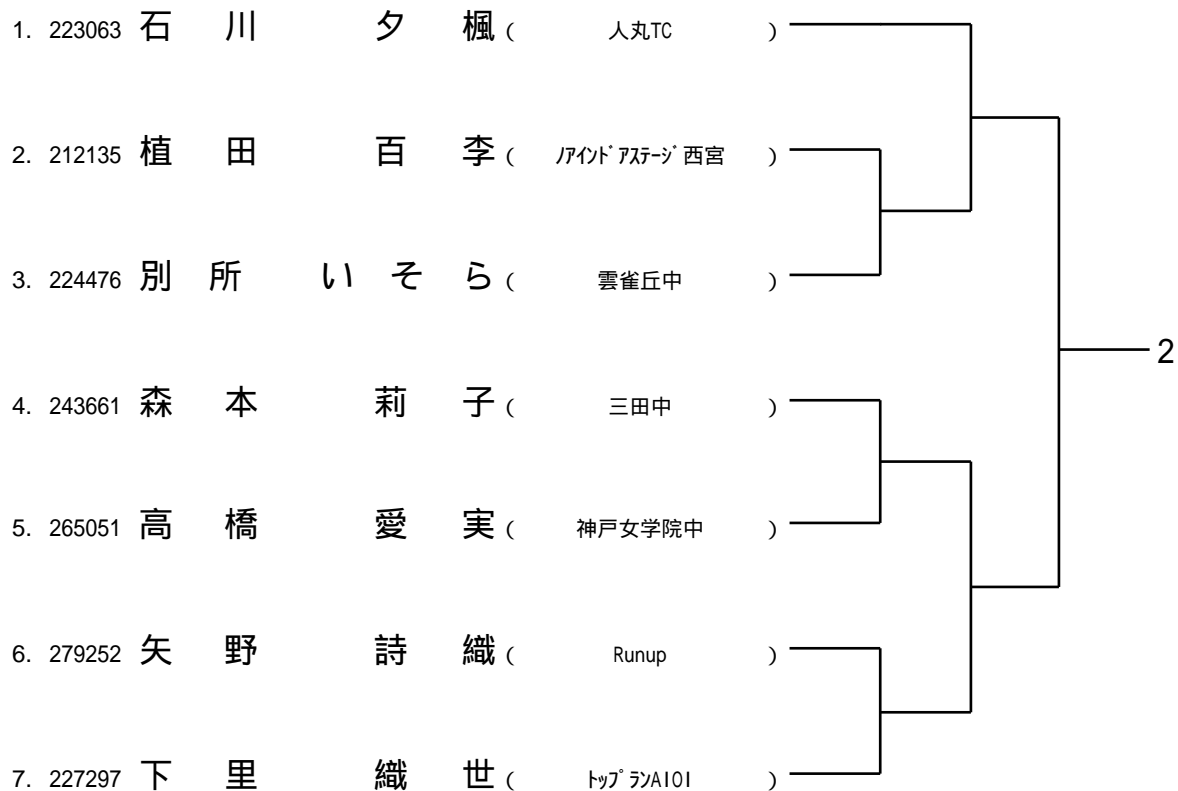 1. 223063 石川 夕楓 ( 人丸TC )
2. 212135 植田 百李 ( ﾉｱｲﾝﾄﾞｱｽﾃｰｼﾞ西宮 )
3. 224476 別所 いそら ( 雲雀丘中 )
2
4. 243661 森本 莉子 ( 三田中 )
5. 265051 高橋 愛実 ( 神戸女学院中 )
6. 279252 矢野 詩織 ( Runup )
7. 227297 下里 織世 ( ﾄｯﾌﾟﾗﾝAIOI )